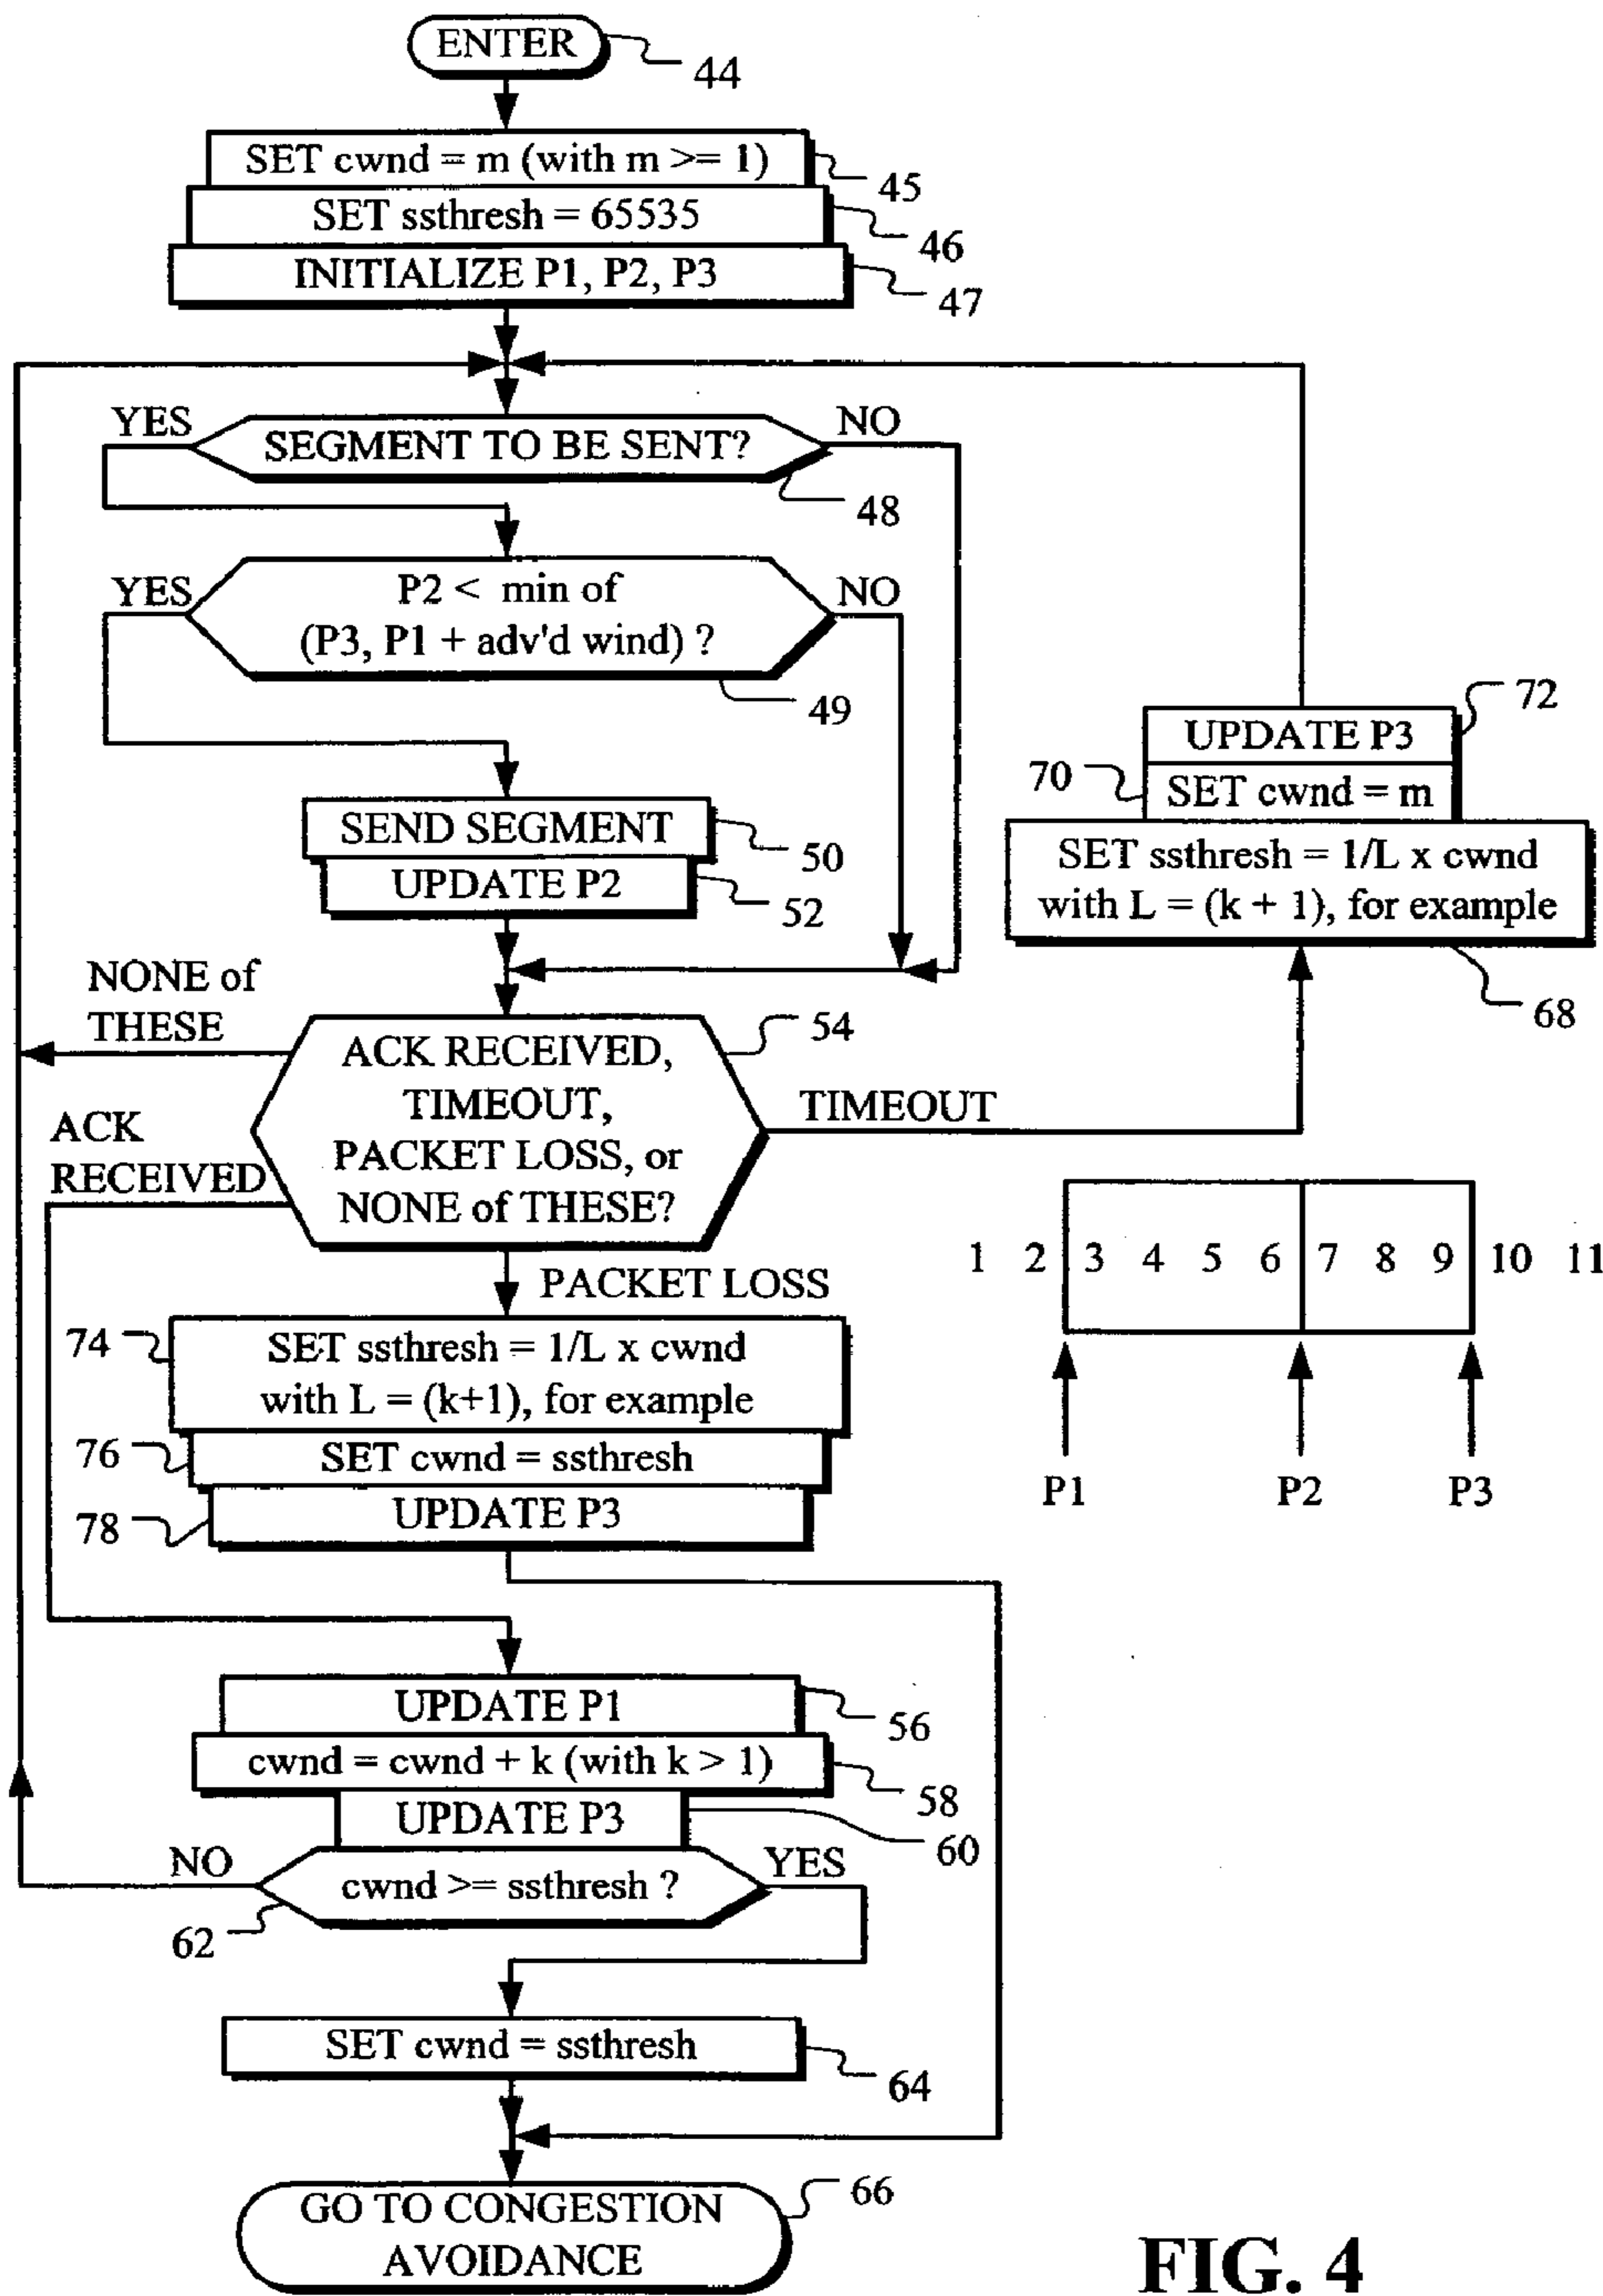 ENTER
44
SET cwnd = m (with m >= 1)
45
SET ssthresh = 65535
46
INITIALIZE P1, P2, P3
47
YES
SEGMENT TO BE SENT?
NO
48
YES
P2 < min of
(P3, P1 + adv'd wind) ?
NO
49
SEND SEGMENT
50
UPDATE P2
52
72
UPDATE P3
70
SET cwnd = m
SET ssthresh = 1/L x cwnd
with L = (k + 1), for example
68
NONE of
THESE
54
ACK RECEIVED,
TIMEOUT,
PACKET LOSS, or
NONE of THESE?
TIMEOUT
ACK
RECEIVED
PACKET LOSS
1 2 3 4 5 6 7 8 9 10 11
P1 P2 P3
74
SET ssthresh = 1/L x cwnd
with L = (k+1), for example
76
SET cwnd = ssthresh
78
UPDATE P3
UPDATE P1
56
cwnd = cwnd + k (with k > 1)
58
UPDATE P3
60
NO
cwnd >= ssthresh ?
YES
62
SET cwnd = ssthresh
64
GO TO CONGESTION
AVOIDANCE
66
FIG. 4